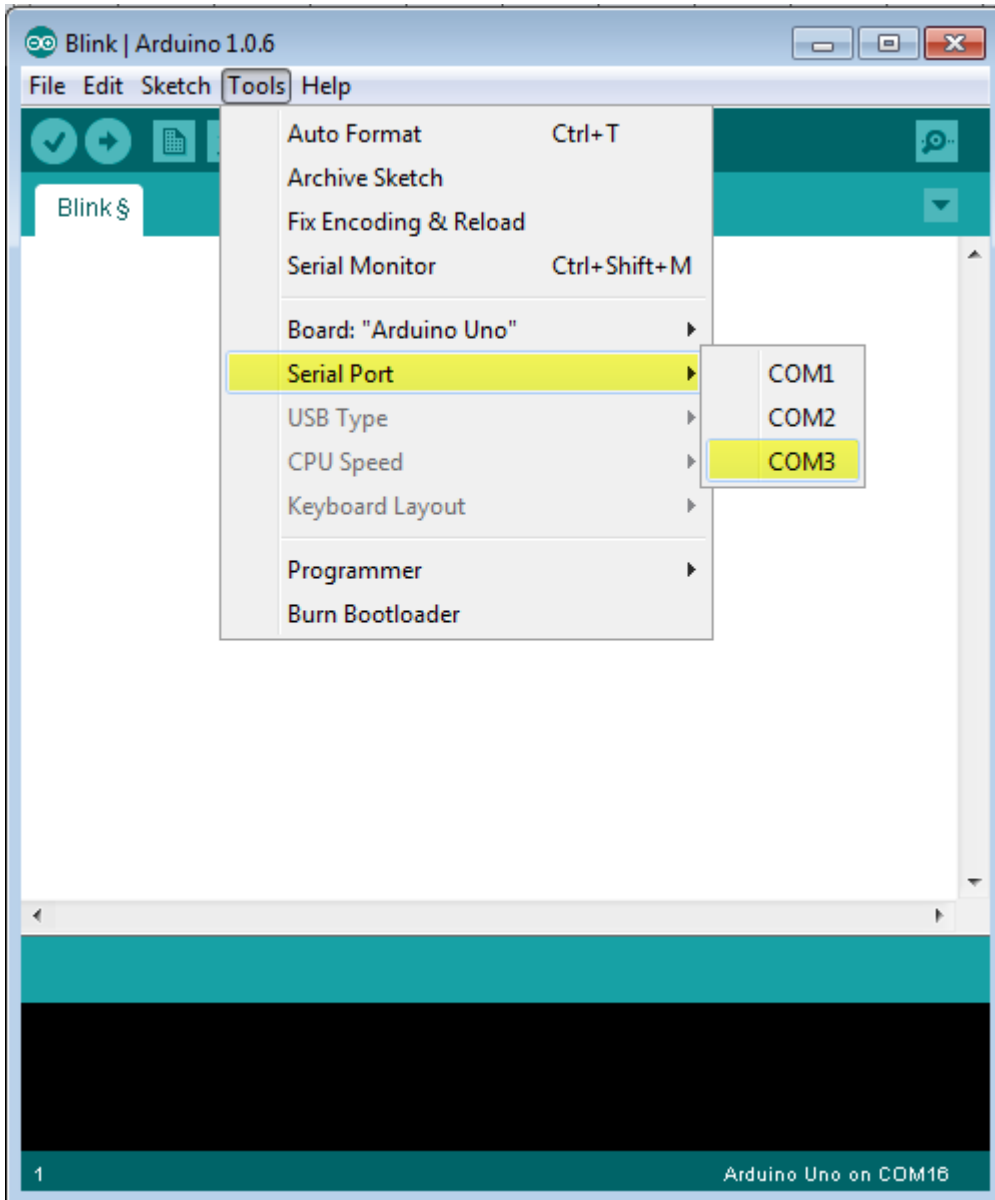 Blink | Arduino 1.0.6
File Edit Sketch Tools Help
Auto Format Ctrl+T
Archive Sketch
Blink §
Fix Encoding & Reload
Serial Monitor Ctrl+Shift+M
Board: "Arduino Uno"
Serial Port
COM1
USB Type
COM2
CPU Speed
COM3
Keyboard Layout
Programmer
Burn Bootloader
1 Arduino Uno on COM16